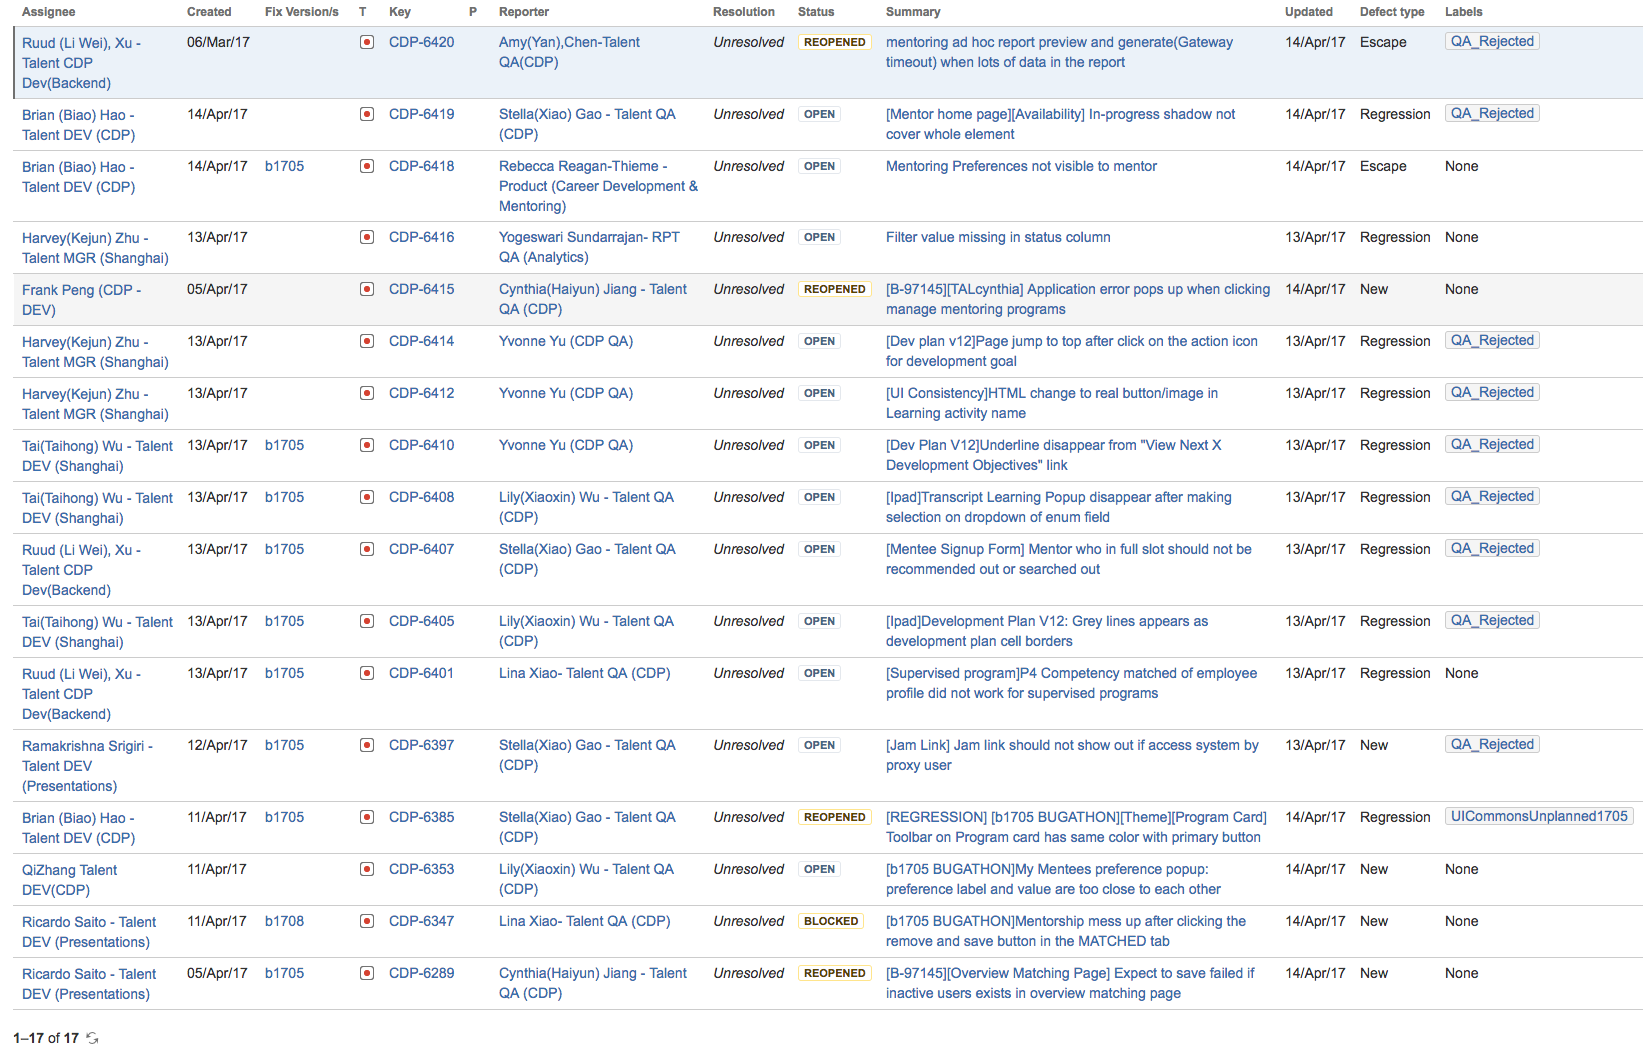 Assignee Created Fix Version/s T Key P Reporter Resolution Status Summary Updated Defect type Labels
Ruud (Li Wei), Xu - 06/Mar/17 CDP-6420 Amy(Yan),Chen-Talent Unresolved REOPENED mentoring ad hoc report preview and generate(Gateway 14/Apr/17 Escape QA_Rejected
Talent CDP QA(CDP) timeout) when lots of data in the report
Dev(Backend)
Brian (Biao) Hao - 14/Apr/17 CDP-6419 Stella(Xiao) Gao - Talent QA Unresolved OPEN [Mentor home page][Availability] In-progress shadow not 14/Apr/17 Regression QA_Rejected
Talent DEV (CDP) (CDP) cover whole element
Brian (Biao) Hao - 14/Apr/17 b1705 CDP-6418 Rebecca Reagan-Thieme - Unresolved OPEN Mentoring Preferences not visible to mentor 14/Apr/17 Escape None
Talent DEV (CDP) Product (Career Development &
Mentoring)
Harvey(Kejun) Zhu - 13/Apr/17 CDP-6416 Yogeswari Sundarrajan- RPT Unresolved OPEN Filter value missing in status column 13/Apr/17 Regression None
Talent MGR (Shanghai) QA (Analytics)
Frank Peng (CDP - 05/Apr/17 CDP-6415 Cynthia(Haiyun) Jiang - Talent Unresolved REOPENED [B-97145][TALcynthia] Application error pops up when clicking 14/Apr/17 New None
DEV) QA (CDP) manage mentoring programs
Harvey(Kejun) Zhu - 13/Apr/17 CDP-6414 Yvonne Yu (CDP QA) Unresolved OPEN [Dev plan v12]Page jump to top after click on the action icon 13/Apr/17 Regression QA_Rejected
Talent MGR (Shanghai) for development goal
Harvey(Kejun) Zhu - 13/Apr/17 CDP-6412 Yvonne Yu (CDP QA) Unresolved OPEN [UI Consistency]HTML change to real button/image in 13/Apr/17 Regression QA_Rejected
Talent MGR (Shanghai) Learning activity name
Tai(Taihong) Wu - Talent 13/Apr/17 b1705 CDP-6410 Yvonne Yu (CDP QA) Unresolved OPEN [Dev Plan V12]Underline disappear from "View Next X 13/Apr/17 Regression QA_Rejected
DEV (Shanghai) Development Objectives" link
Tai(Taihong) Wu - Talent 13/Apr/17 b1705 CDP-6408 Lily(Xiaoxin) Wu - Talent QA Unresolved OPEN [Ipad]Transcript Learning Popup disappear after making 13/Apr/17 Regression QA_Rejected
DEV (Shanghai) (CDP) selection on dropdown of enum field
Ruud (Li Wei), Xu - 13/Apr/17 b1705 CDP-6407 Stella(Xiao) Gao - Talent QA Unresolved OPEN [Mentee Signup Form] Mentor who in full slot should not be 13/Apr/17 Regression QA_Rejected
Talent CDP (CDP) recommended out or searched out
Dev(Backend)
Tai(Taihong) Wu - Talent 13/Apr/17 b1705 CDP-6405 Lily(Xiaoxin) Wu - Talent QA Unresolved OPEN [Ipad]Development Plan V12: Grey lines appears as 13/Apr/17 Regression QA_Rejected
DEV (Shanghai) (CDP) development plan cell borders
Ruud (Li Wei), Xu - 13/Apr/17 b1705 CDP-6401 Lina Xiao- Talent QA (CDP) Unresolved OPEN [Supervised program]P4 Competency matched of employee 13/Apr/17 Regression None
Talent CDP profile did not work for supervised programs
Dev(Backend)
Ramakrishna Srigiri - 12/Apr/17 b1705 CDP-6397 Stella(Xiao) Gao - Talent QA Unresolved OPEN [Jam Link] Jam link should not show out if access system by 13/Apr/17 New QA_Rejected
Talent DEV (CDP) proxy user
(Presentations)
Brian (Biao) Hao - 11/Apr/17 b1705 CDP-6385 Stella(Xiao) Gao - Talent QA Unresolved REOPENED [REGRESSION] [b1705 BUGATHON][Theme][Program Card] 14/Apr/17 Regression UICommonsUnplanned1705
Talent DEV (CDP) (CDP) Toolbar on Program card has same color with primary button
QiZhang Talent 11/Apr/17 CDP-6353 Lily(Xiaoxin) Wu - Talent QA Unresolved OPEN [b1705 BUGATHON]My Mentees preference popup: 14/Apr/17 New None
DEV(CDP) (CDP) preference label and value are too close to each other
Ricardo Saito - Talent 11/Apr/17 b1708 CDP-6347 Lina Xiao- Talent QA (CDP) Unresolved BLOCKED [b1705 BUGATHON]Mentorship mess up after clicking the 14/Apr/17 New None
DEV (Presentations) remove and save button in the MATCHED tab
Ricardo Saito - Talent 05/Apr/17 b1705 CDP-6289 Cynthia(Haiyun) Jiang - Talent Unresolved REOPENED [B-97145][Overview Matching Page] Expect to save failed if 14/Apr/17 New None
DEV (Presentations) QA (CDP) inactive users exists in overview matching page
1–17 of 17